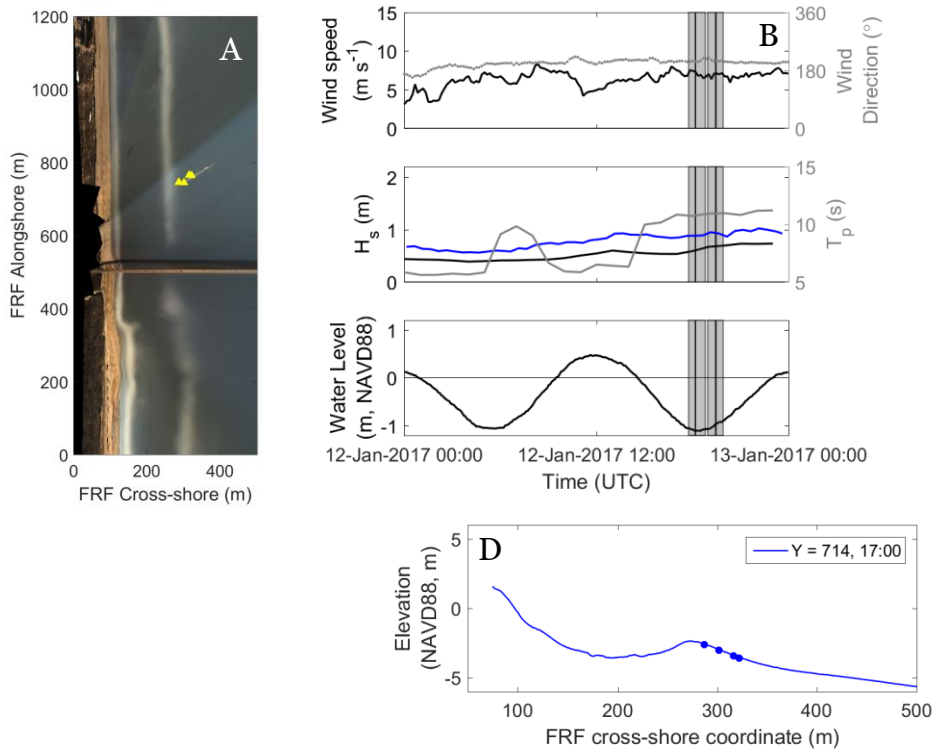 A
1200
1000
800
600
400
200
0
0 200 400
FRF Alongshore (m)
FRF Cross-shore (m)
B
15
10
5
0
Wind speed
(m s-1)
360
180
0
Wind
Direction (°)
2
1
0
Hs (m)
15
10
5
Tp (s)
1
0
-1
Water Level
(m, NAVD88)
12-Jan-2017 00:00 12-Jan-2017 12:00 13-Jan-2017 00:00
Time (UTC)
D
Y = 714, 17:00
5
0
-5
Elevation
(NAVD88, m)
100 200 300 400 500
FRF cross-shore coordinate (m)